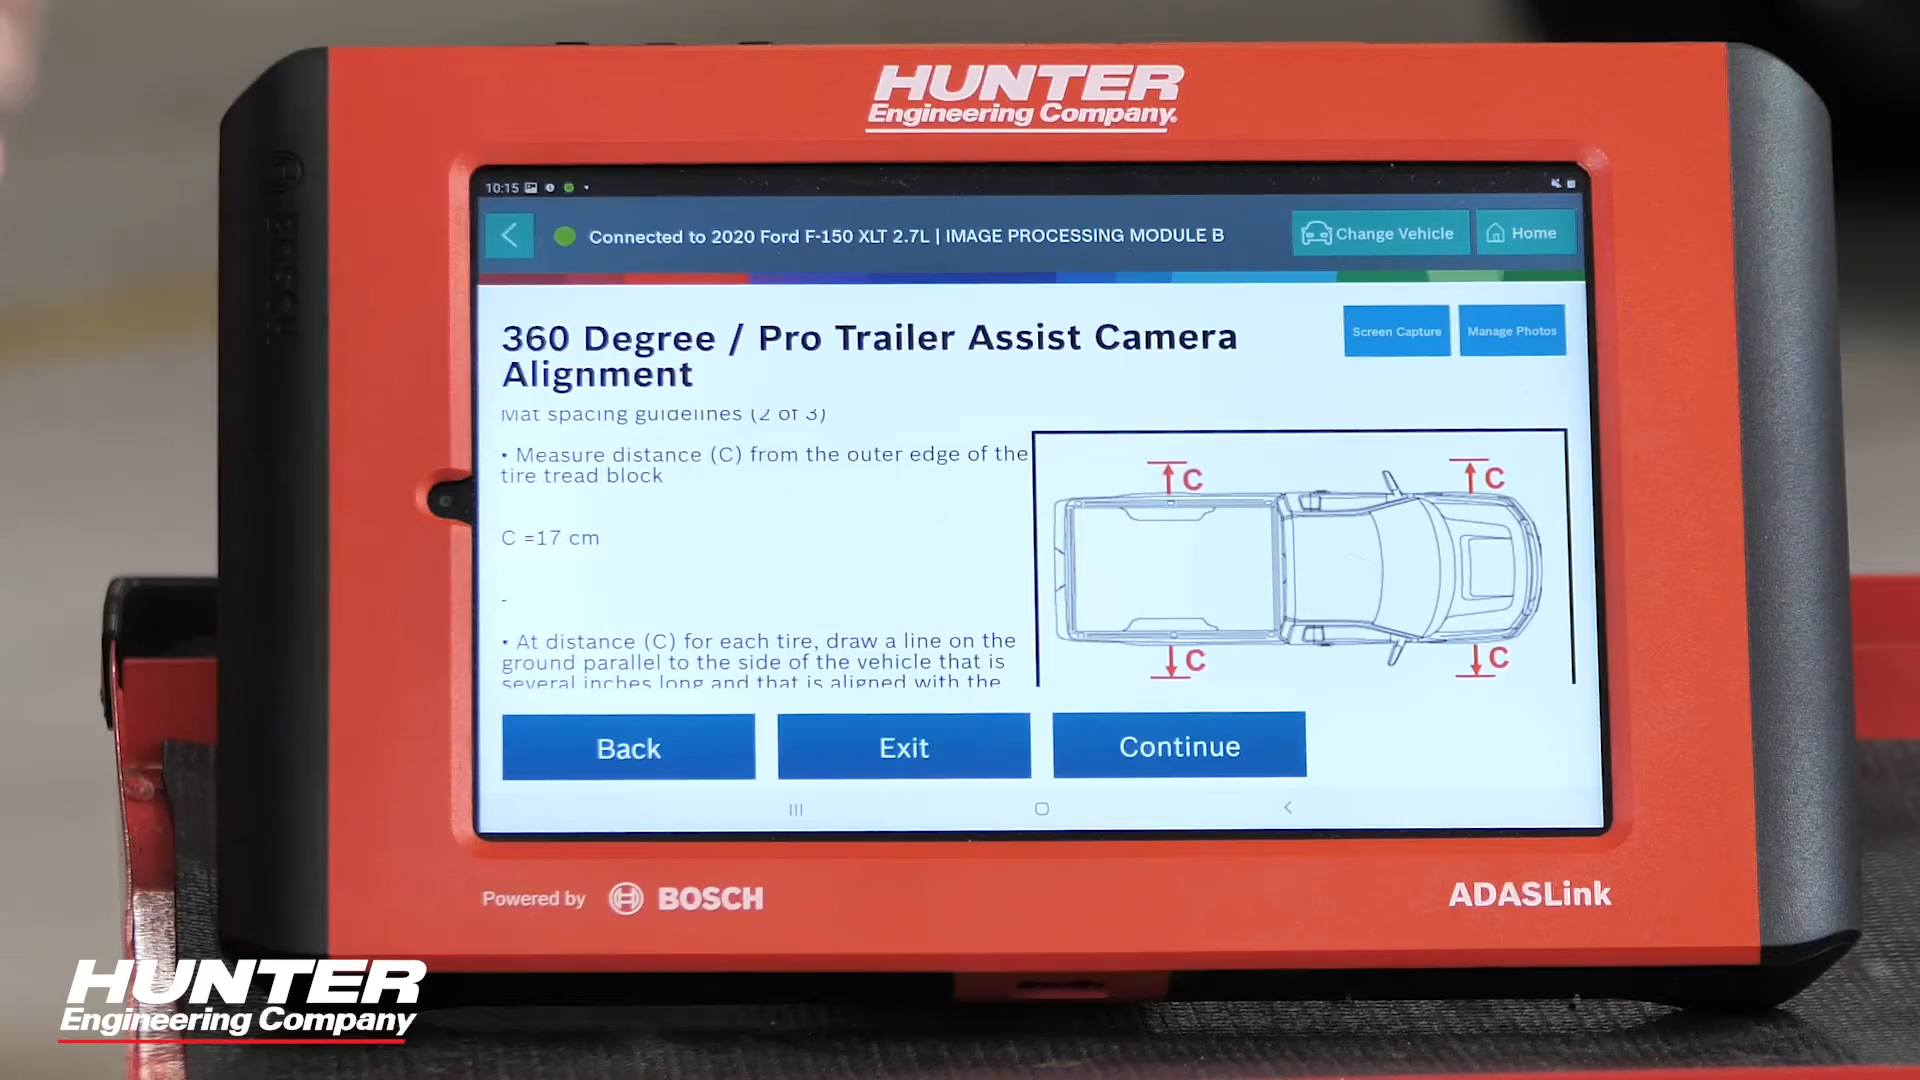 HUNTER
Engineering Company
10:15
Connected to 2020 Ford F-150 XLT 2.7L | IMAGE PROCESSING MODULE B
Change Vehicle
Home
360 Degree / Pro Trailer Assist Camera
Alignment
Screen Capture
Manage Photos
Mat spacing guidelines (2 of 3)
• Measure distance (C) from the outer edge of the
tire tread block
C =17 cm
-
• At distance (C) for each tire, draw a line on the
ground parallel to the side of the vehicle that is
several inches long and that is aligned with the
C
C
C
C
Back
Exit
Continue
Powered by
BOSCH
ADASLink
BOSCH
HUNTER
Engineering Company